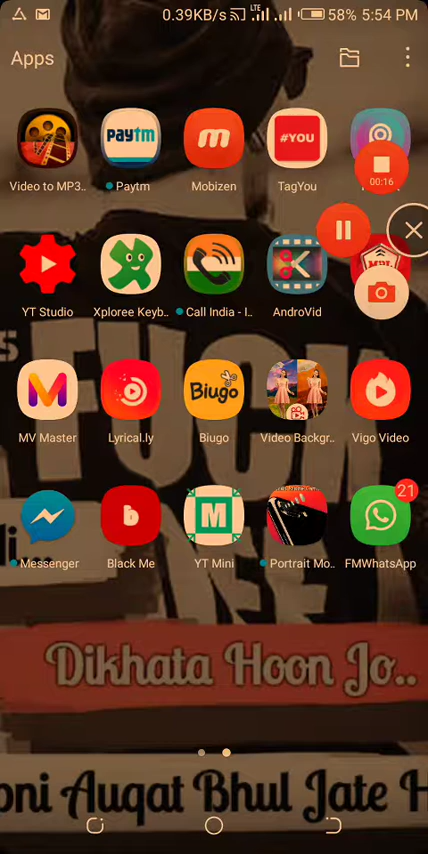 0.39KB/s LTE 58% 5:54 PM
Apps
paytm
m
#YOU
00:16
Video to MP3..
Paytm
Mobizen
TagYou
YT Studio
Xploree Keyb..
Call India - I..
AndroVid
M
Biugo
MV Master
Lyrical.ly
Biugo
Video Backgr..
Vigo Video
b
M
21
Messenger
Black Me
YT Mini
Portrait Mo..
FMWhatsApp
FUCK
Dikhata Hoon Jo..
oni Auqat Bhul Jate H